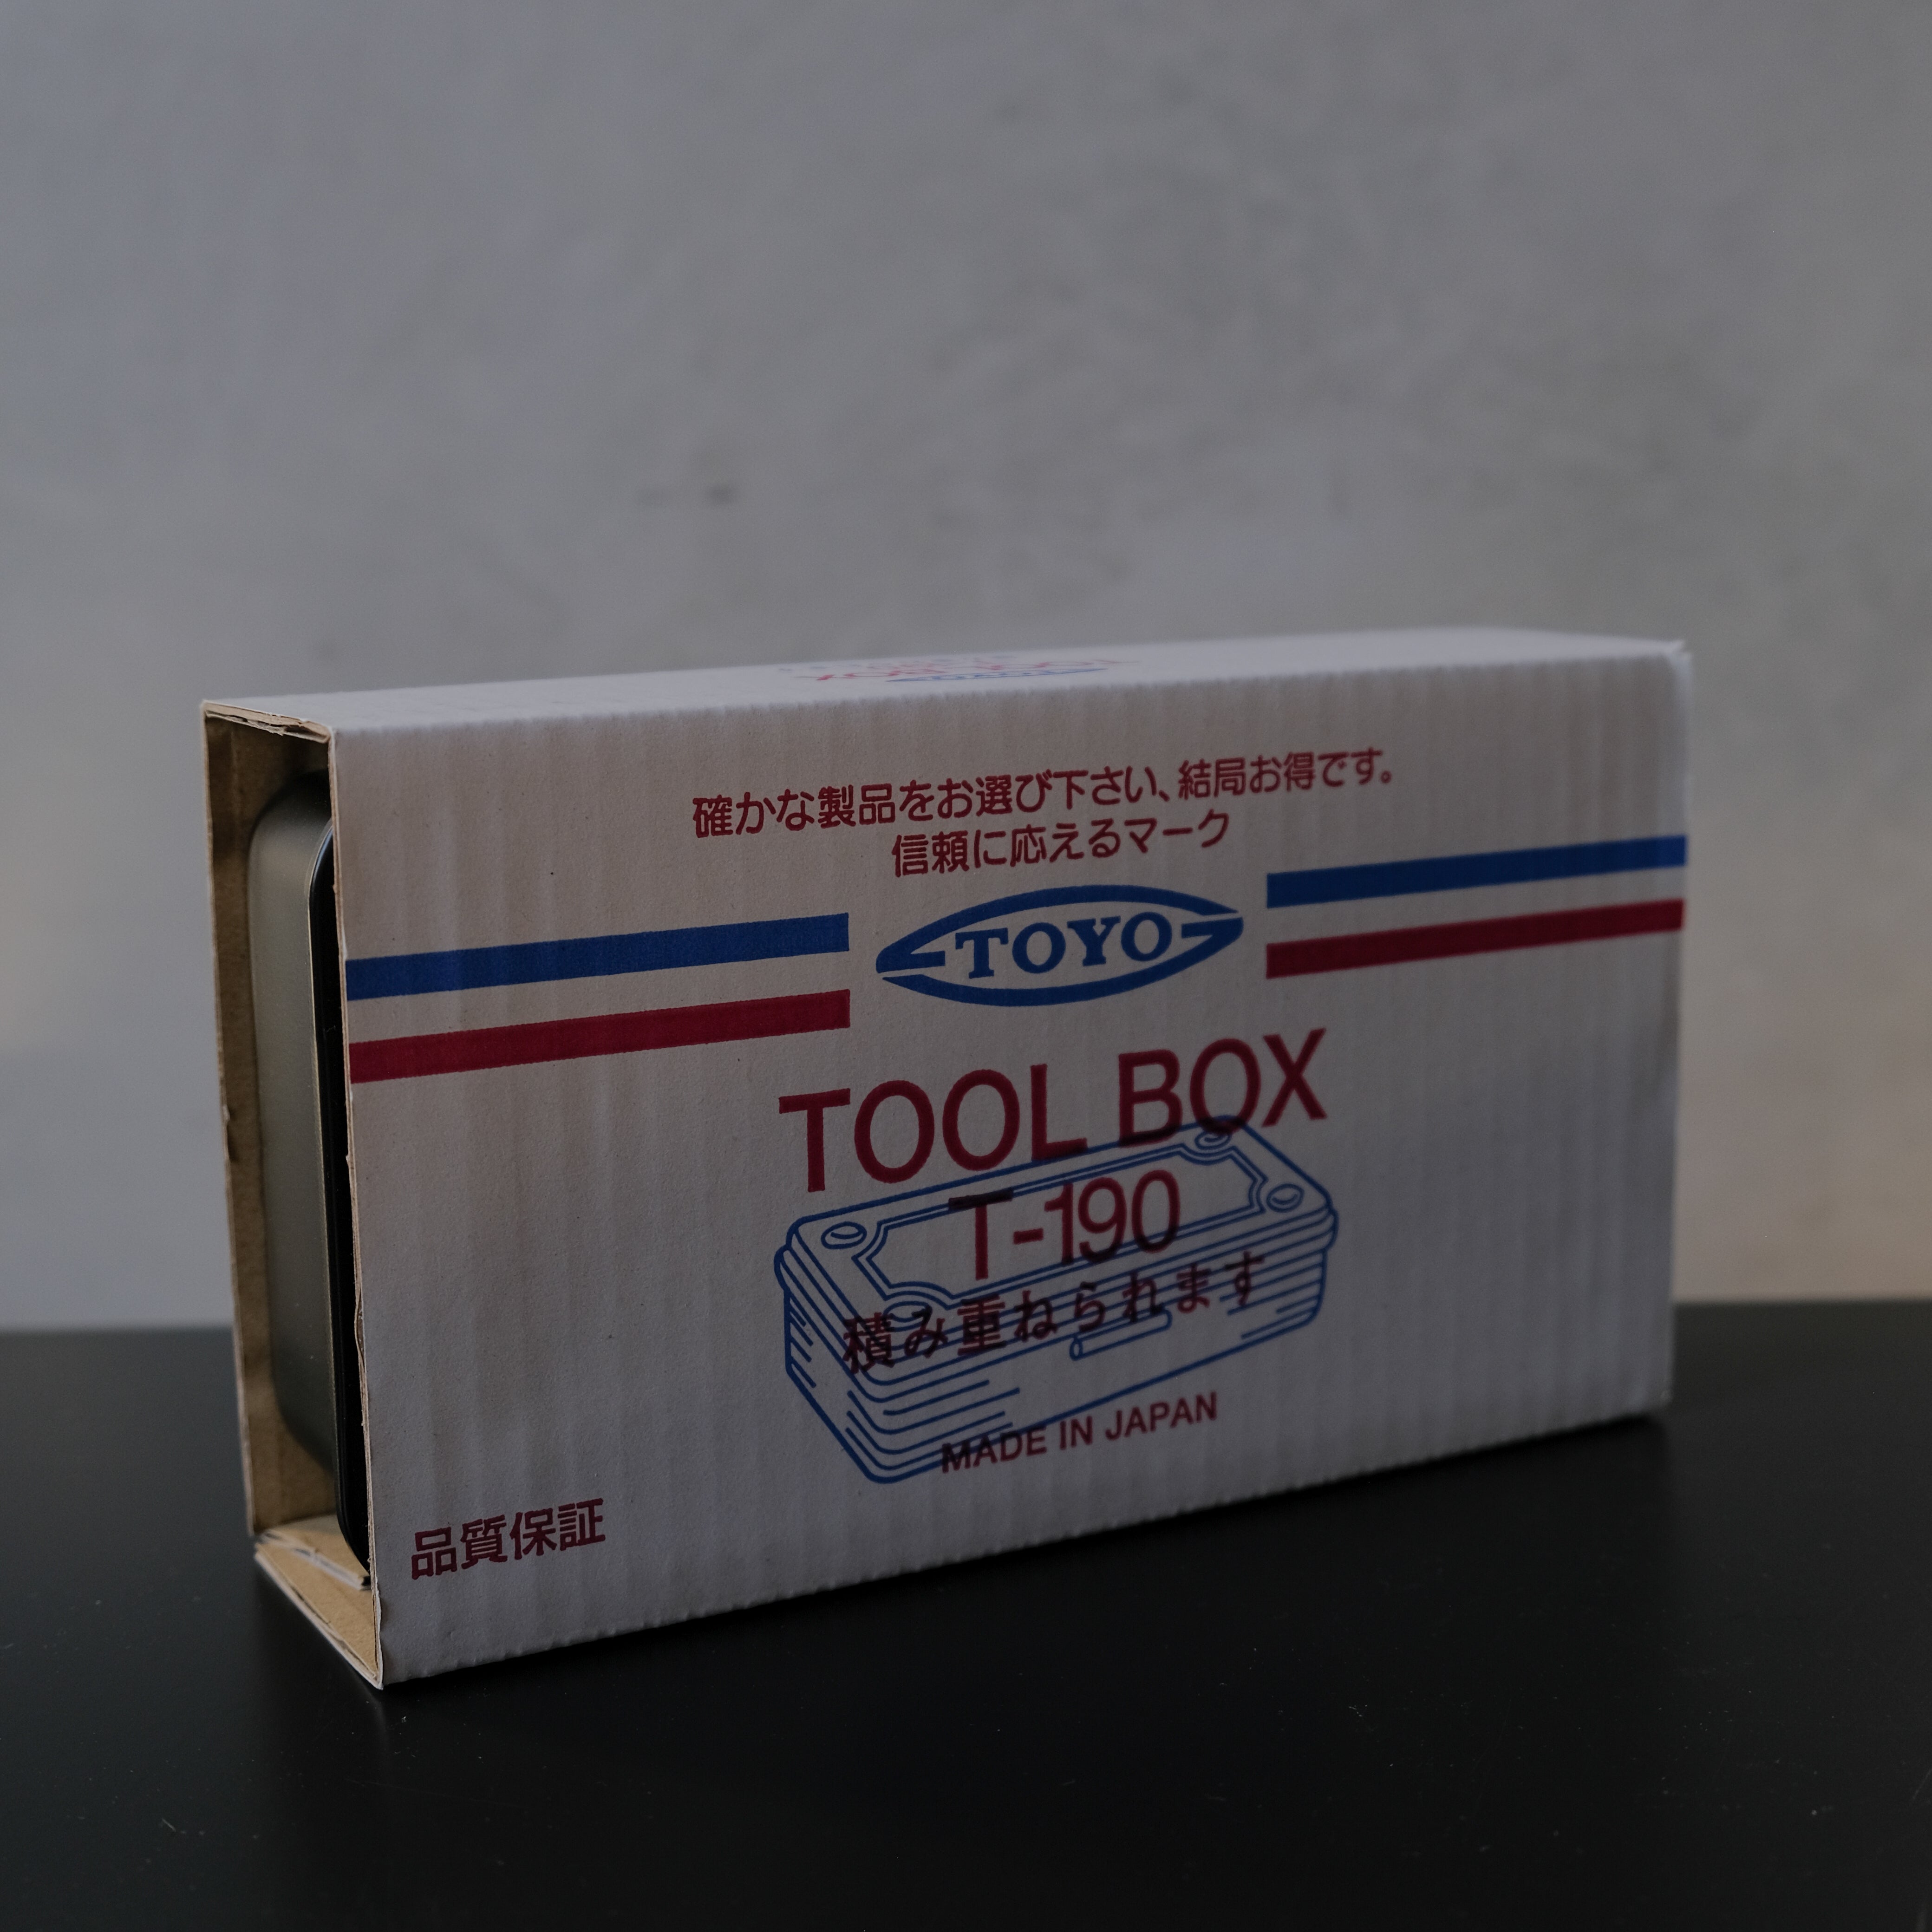 確かな製品をお選び下さい、結局お得です。
信頼に応えるマーク
TOYO
TOOL BOX
T-190
積み重ねられます
MADE IN JAPAN
品質保証